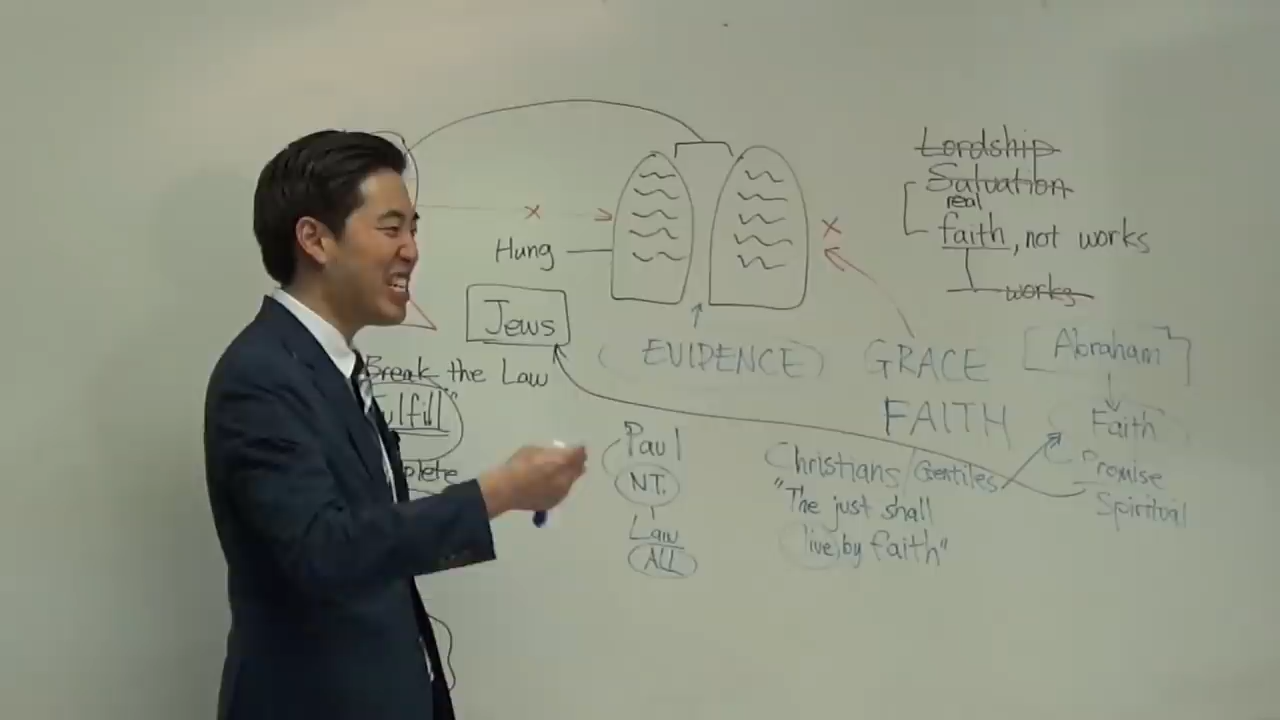 Lordship
Salvation
real
faith, not works
works
Hung
Jews
Break the Law
EVIDENCE
GRACE
FAITH
[Abraham]
Faith
Promise
Spiritual
Paul
N.T.
Law
ALL
Christians / Gentiles
"The just shall
live by faith"